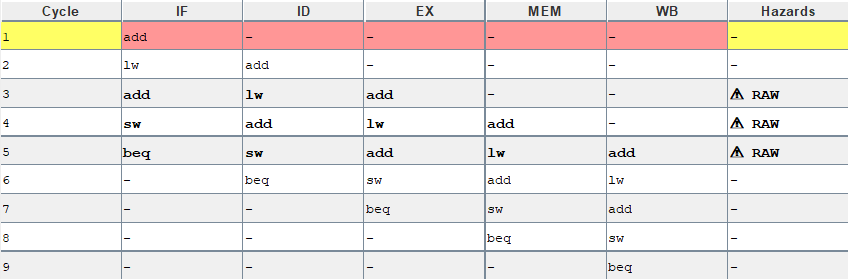 Cycle IF ID EX MEM WB Hazards
1 add - - - - -
2 lw add - - - -
3 add lw add - - ⚠ RAW
4 sw add lw add - ⚠ RAW
5 beq sw add lw add ⚠ RAW
6 - beq sw add lw -
7 - - beq sw add -
8 - - - beq sw -
9 - - - - beq -